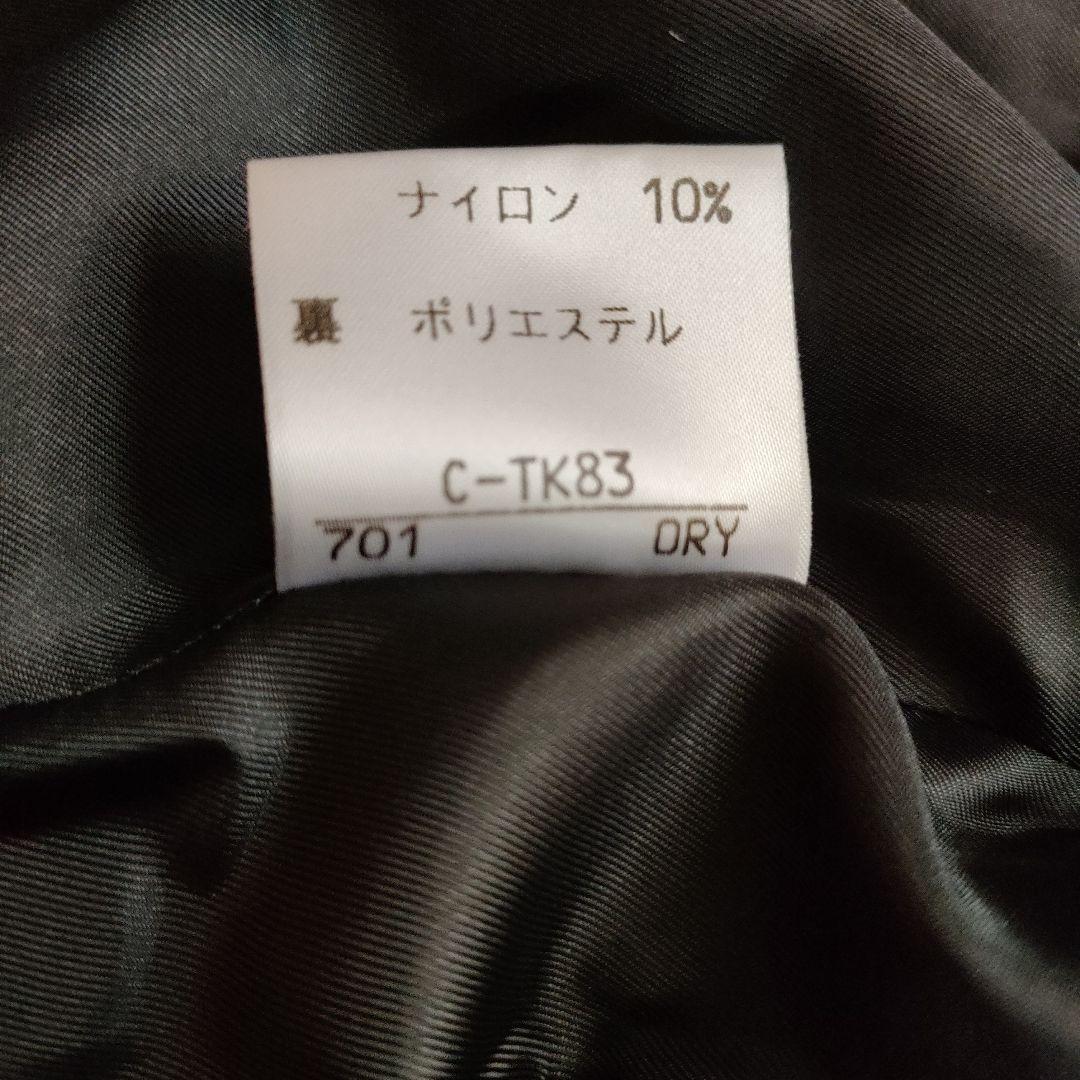 ナイロン 10%
裏 ポリエステル
C-TK83
701 DRY